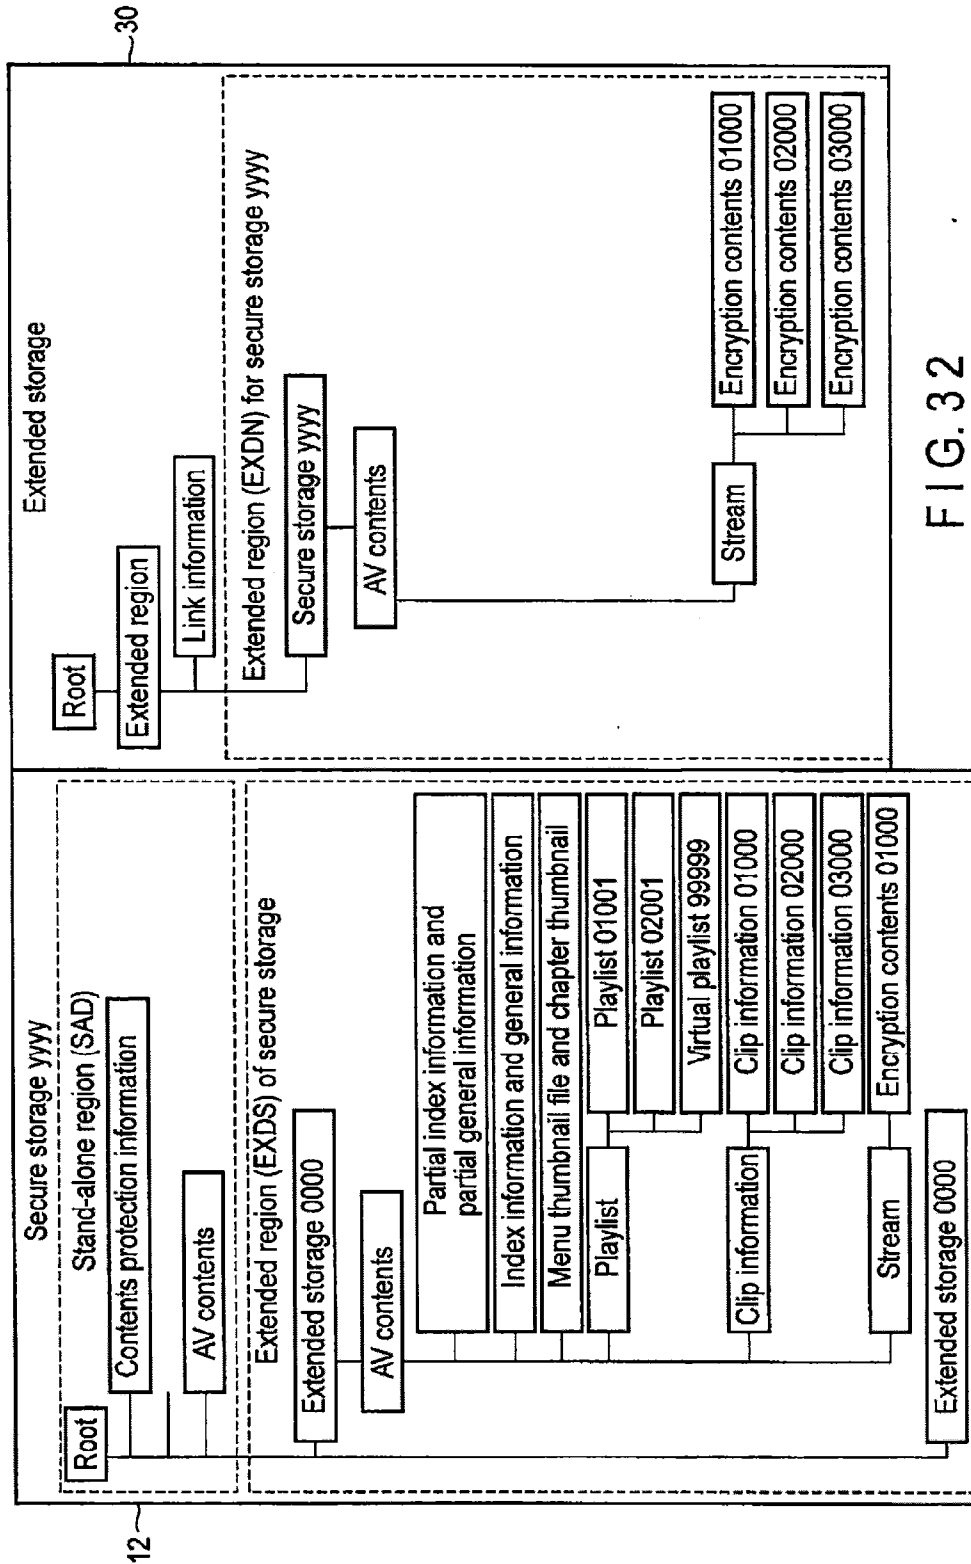 Secure storage yyyy
12
Stand-alone region (SAD)
Root
Contents protection information
AV contents
Extended region (EXDS) of secure storage
Extended storage 0000
AV contents
Partial index information and
partial general information
Index information and general information
Menu thumbnail file and chapter thumbnail
Playlist
Playlist 01001
Playlist 02001
Virtual playlist 99999
Clip information
Clip information 01000
Clip information 02000
Clip information 03000
Stream
Encryption contents 01000
Extended storage 0000
Extended storage
30
Root
Extended region
Link information
Extended region (EXDN) for secure storage yyyy
Secure storage yyyy
AV contents
Stream
Encryption contents 01000
Encryption contents 02000
Encryption contents 03000
FIG. 32